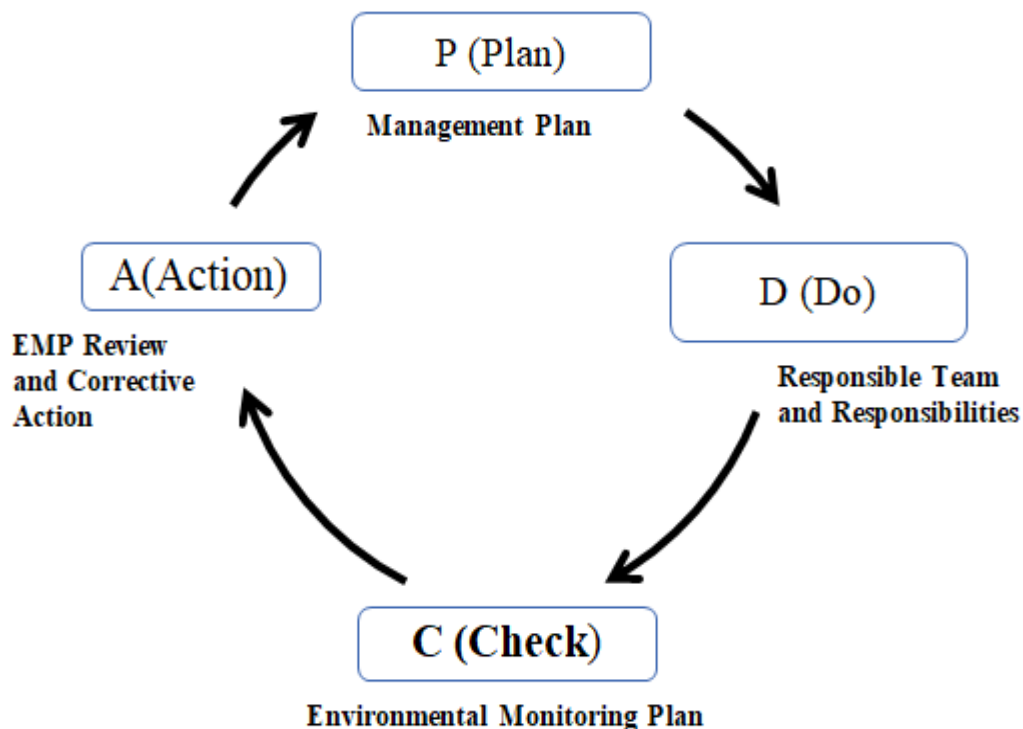 P (Plan)
Management Plan
D (Do)
Responsible Team
and Responsibilities
C (Check)
Environmental Monitoring Plan
A(Action)
EMP Review
and Corrective
Action